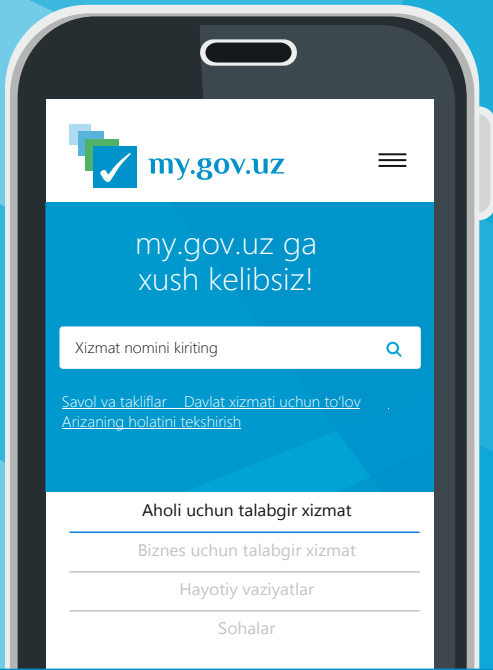 my.gov.uz
my.gov.uz ga
xush kelibsiz!
Xizmat nomini kiriting
Savol va takliflar Davlat xizmati uchun to‘lov
Arizaning holatini tekshirish
Aholi uchun talabgir xizmat
Biznes uchun talabgir xizmat
Hayotiy vaziyatlar
Sohalar